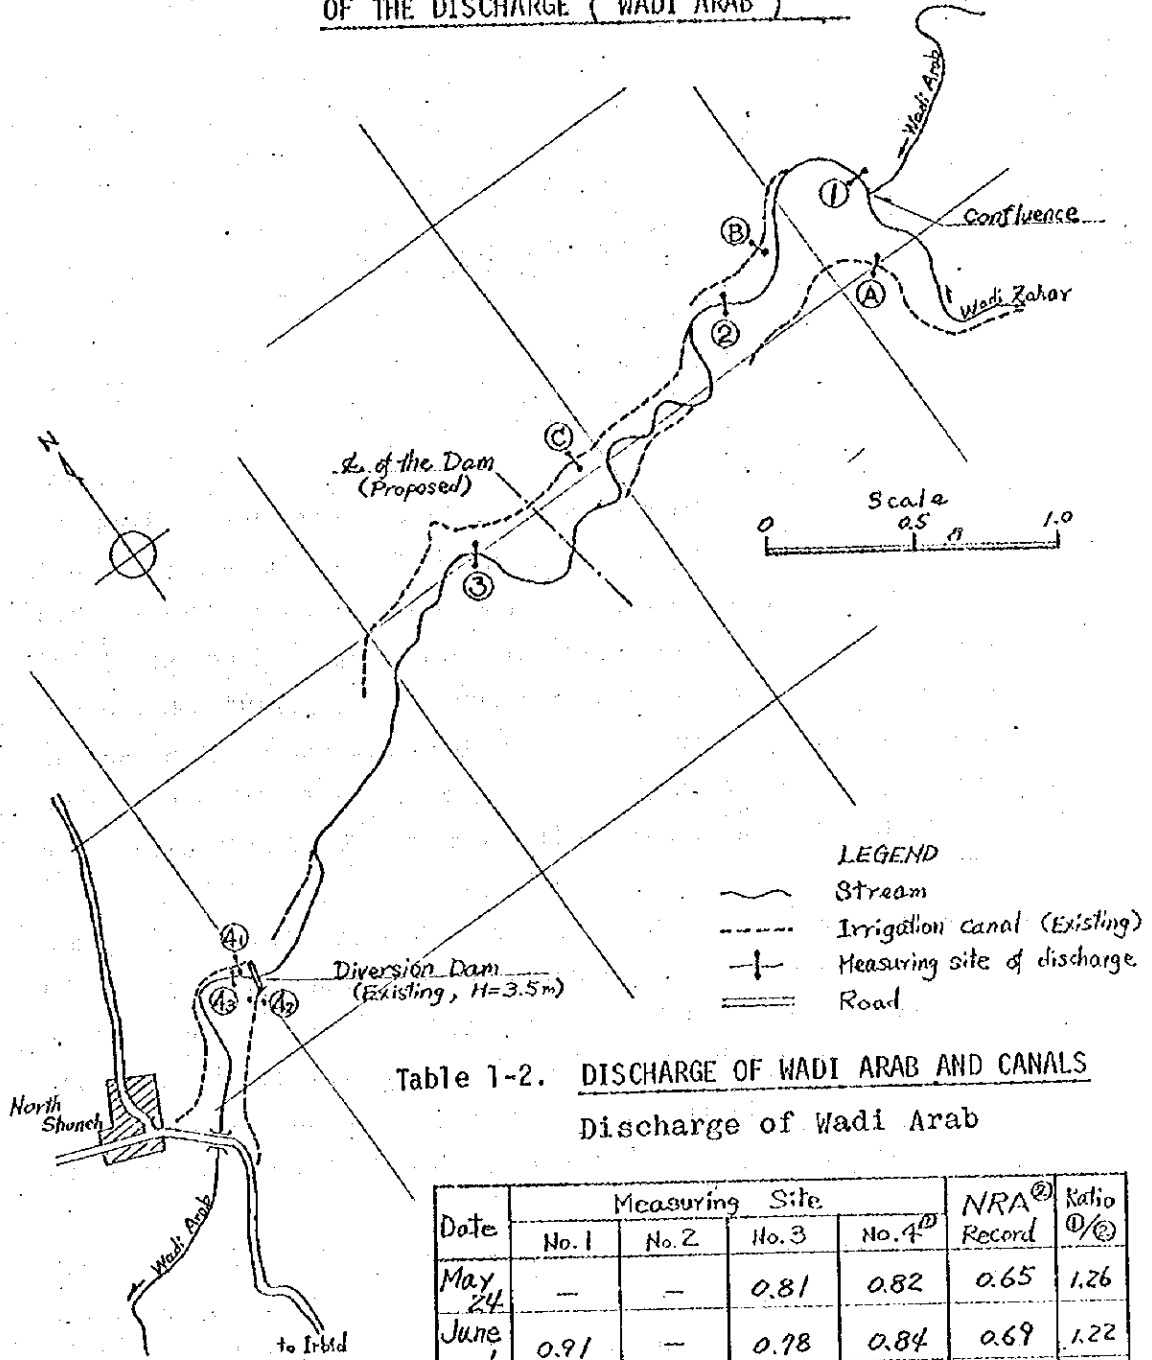 OF THE DISCHARGE ( WADI ARAB )
Wadi Arab
1
Confluence
B
A
Wadi Zahar
2
N
C
of the Dam
(Proposed)
Scale
0 0.5 1.0
3
LEGEND
Stream
Irrigation canal (Existing)
Measuring site of discharge
Road
41
Diversion Dam
(Existing, H=3.5m)
43 42
North
Shuneh
Wadi Arab
to Irbid
Table 1-2. DISCHARGE OF WADI ARAB AND CANALS
Discharge of Wadi Arab
Date Measuring Site NRA② Record Ratio ①/②
No.1 No.2 No.3 No.4①
May 24 — — 0.81 0.82 0.65 1.26
June 1 0.91 — 0.78 0.84 0.69 1.22